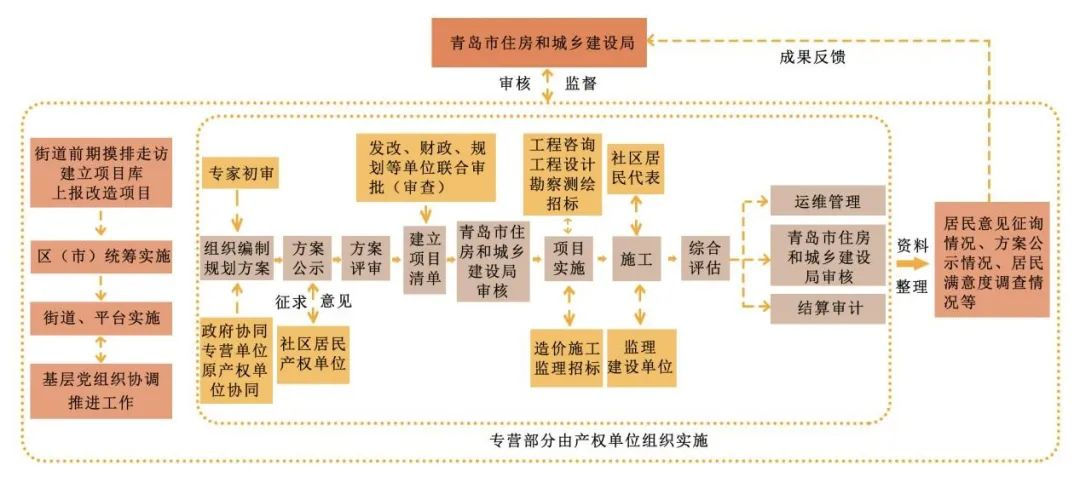 青岛市住房和城乡建设局
审核 监督
成果反馈
街道前期摸排走访
建立项目库
上报改造项目
区（市）统筹实施
街道、平台实施
基层党组织协调
推进工作
专家初审
发改、财政、规
划等单位联合审
批（审查）
工程咨询
工程设计
勘察测绘
招标
社区居
民代表
组织编制
规划方案
方案
公示
方案
评审
建立
项目
清单
青岛市住
房和城乡
建设局
审核
项目
实施
施工
综合
评估
运维管理
青岛市住房
和城乡建设
局审核
结算审计
资料
整理
居民意见征询
情况、方案公
示情况、居民
满意度调查情
况等
征求 意见
政府协同
专营单位
原产权单
位协同
社区居民
产权单位
造价施工
监理招标
监理
建设单位
专营部分由产权单位组织实施